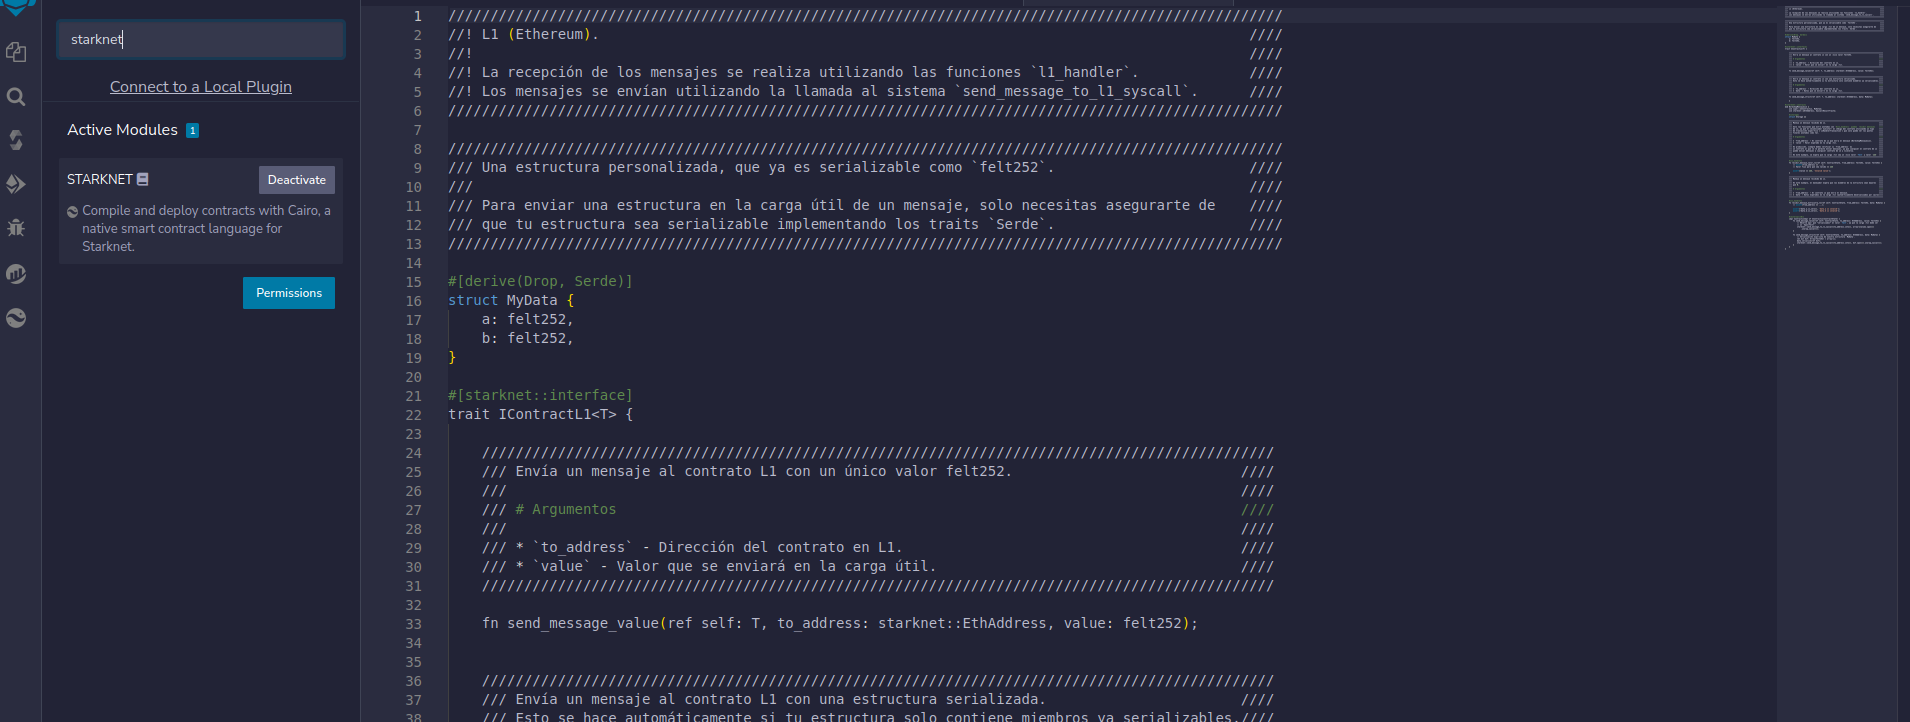 starknet
Connect to a Local Plugin
Active Modules 1
STARKNET
Deactivate
Compile and deploy contracts with Cairo, a
native smart contract language for
Starknet.
Permissions
1 ///////////////////////////////////////////////////////////////////////////////////////////////////
2 //! L1 (Ethereum). ////
3 //! ////
4 //! La recepción de los mensajes se realiza utilizando las funciones `l1_handler`. ////
5 //! Los mensajes se envían utilizando la llamada al sistema `send_message_to_l1_syscall`. ////
6 ///////////////////////////////////////////////////////////////////////////////////////////////////
7
8 ///////////////////////////////////////////////////////////////////////////////////////////////////
9 /// Una estructura personalizada, que ya es serializable como `felt252`. ////
10 /// ////
11 /// Para enviar una estructura en la carga útil de un mensaje, solo necesitas asegurarte de ////
12 /// que tu estructura sea serializable implementando los traits `Serde`. ////
13 ///////////////////////////////////////////////////////////////////////////////////////////////////
14
15 #[derive(Drop, Serde)]
16 struct MyData {
17 a: felt252,
18 b: felt252,
19 }
20
21 #[starknet::interface]
22 trait IContractL1<T> {
23
24 //////////////////////////////////////////////////////////////////////////////////////////////
25 /// Envía un mensaje al contrato L1 con un único valor felt252. ////
26 /// ////
27 /// # Argumentos ////
28 /// ////
29 /// * `to_address` - Dirección del contrato en L1. ////
30 /// * `value` - Valor que se enviará en la carga útil. ////
31 //////////////////////////////////////////////////////////////////////////////////////////////
32
33 fn send_message_value(ref self: T, to_address: starknet::EthAddress, value: felt252);
34
35
36 //////////////////////////////////////////////////////////////////////////////////////////////
37 /// Envía un mensaje al contrato L1 con una estructura serializada. ////
38 /// Esto se hace automáticamente si tu estructura solo contiene miembros ya serializables.////